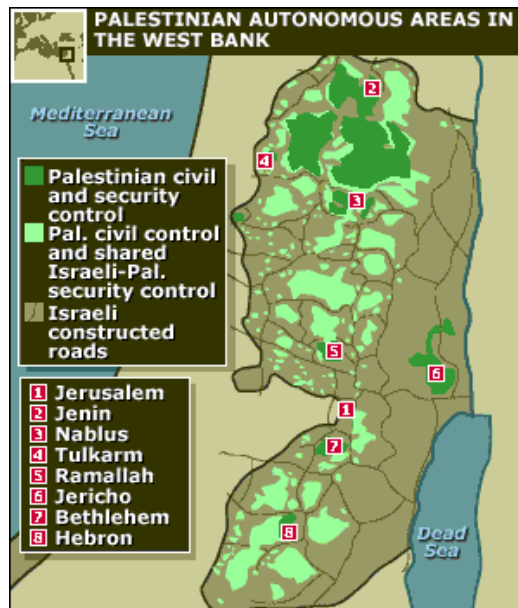 PALESTINIAN AUTONOMOUS AREAS IN
THE WEST BANK
Mediterranean
Sea
Palestinian civil
and security
control
Pal. civil control
and shared
Israeli-Pal.
security control
Israeli
constructed
roads
1 Jerusalem
2 Jenin
3 Nablus
4 Tulkarm
5 Ramallah
6 Jericho
7 Bethlehem
8 Hebron
2
4
3
5
6
1
7
8
Dead
Sea